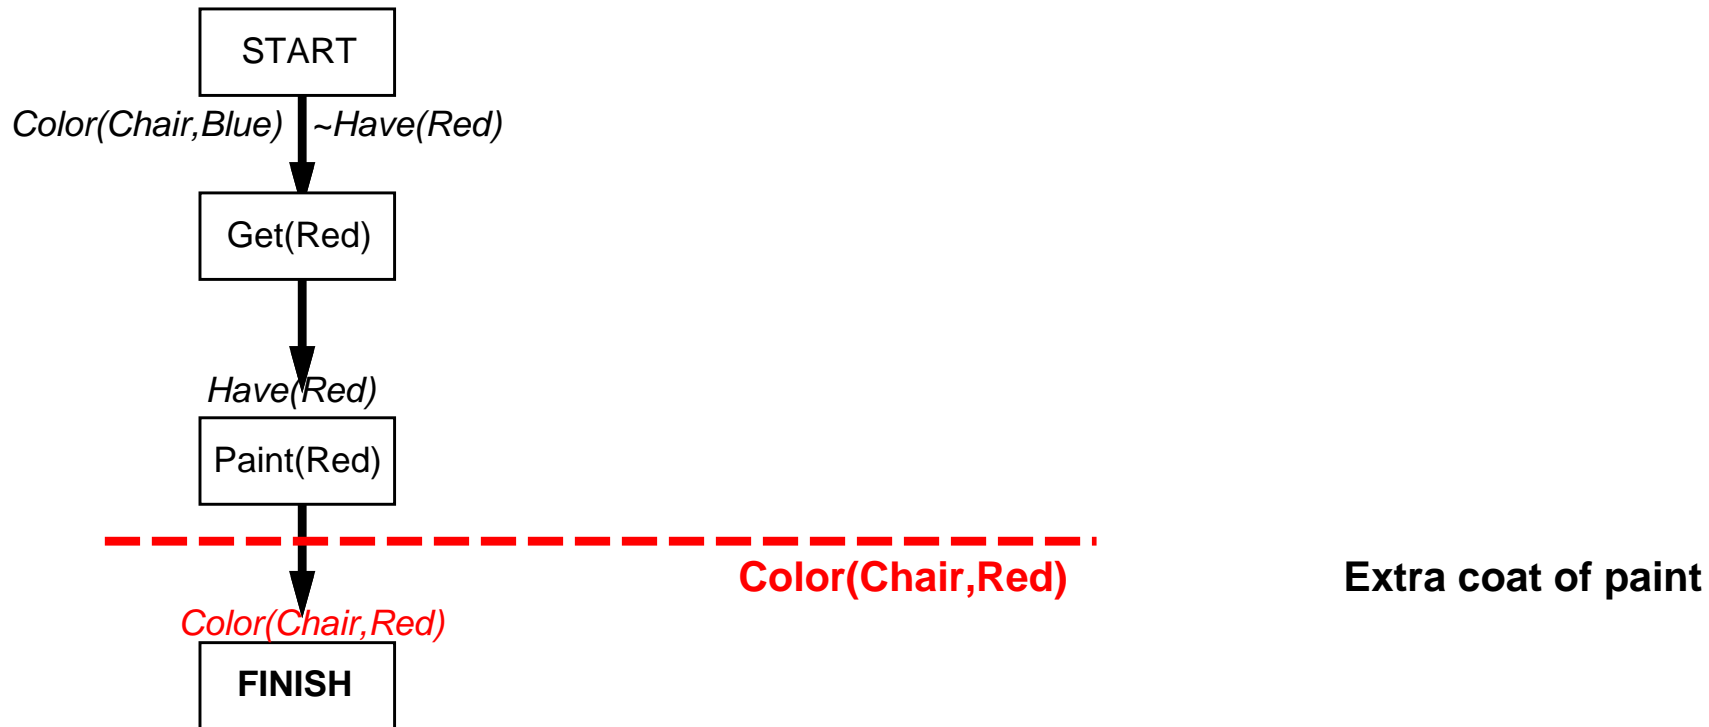 START
Color(Chair,Blue) ~Have(Red)
Get(Red)
Have(Red)
Paint(Red)
Color(Chair,Red) Extra coat of paint
Color(Chair,Red)
FINISH